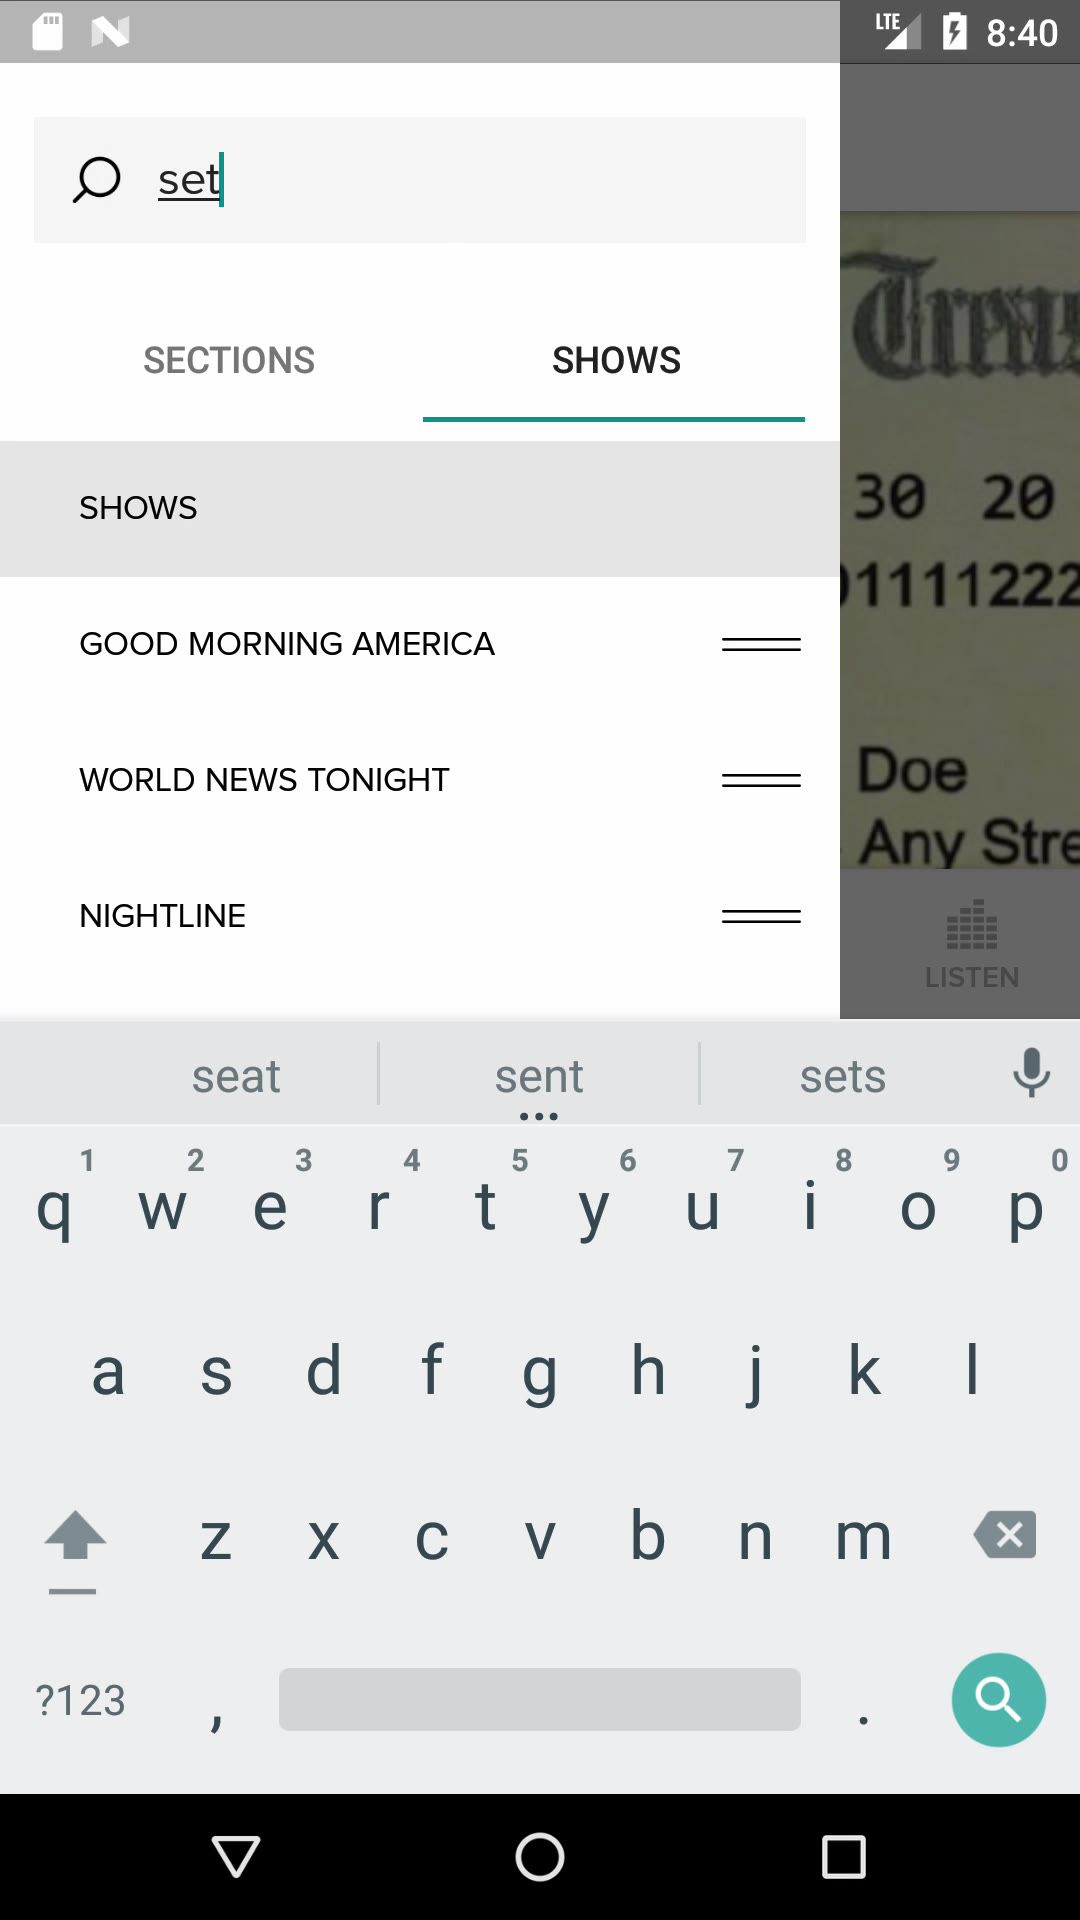 LTE 8:40
set
SECTIONS SHOWS
SHOWS
GOOD MORNING AMERICA
WORLD NEWS TONIGHT
NIGHTLINE
30 20
1111222
Doe
Any Stre
LISTEN
seat sent sets
1 2 3 4 5 6 7 8 9 0
q w e r t y u i o p
a s d f g h j k l
z x c v b n m
?123 , .